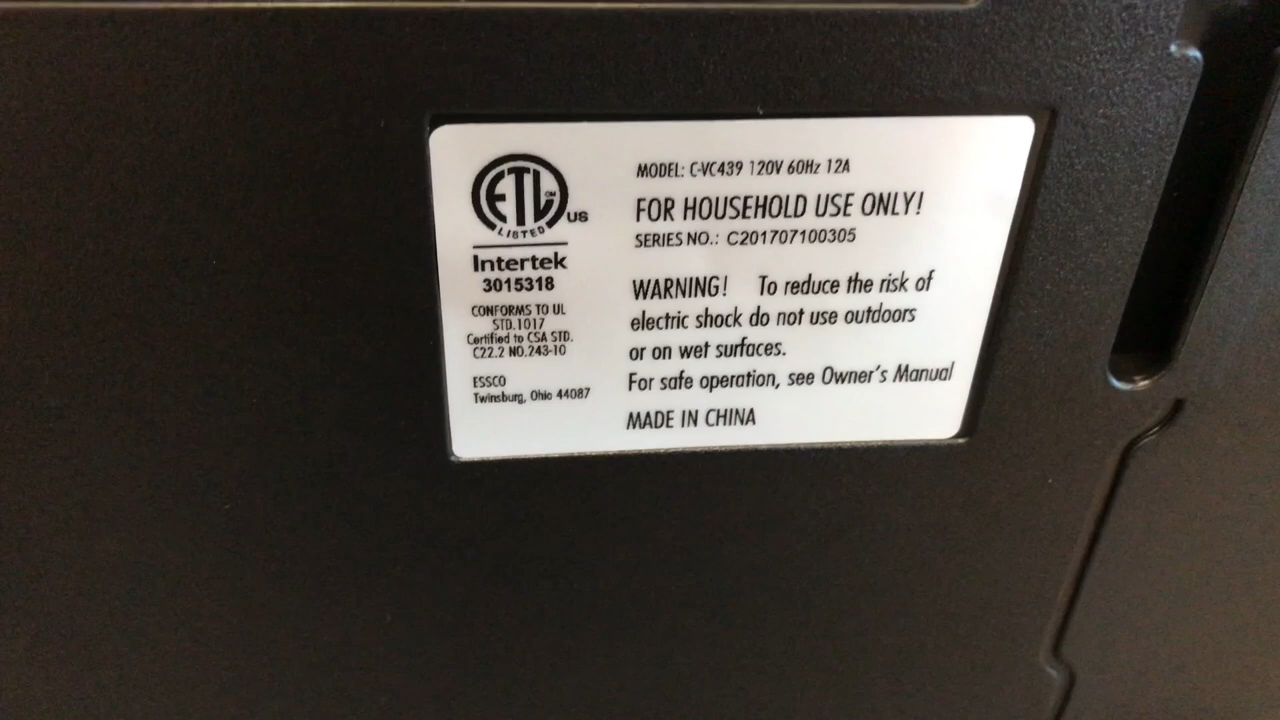 ETL
CM
US
LISTED
Intertek
3015318
CONFORMS TO UL
STD.1017
Certified to CSA STD.
C22.2 NO.243-10
ESSCO
Twinsburg, Ohio 44087
MODEL: C-VC439 120V 60Hz 12A
FOR HOUSEHOLD USE ONLY!
SERIES NO.: C201707100305
WARNING! To reduce the risk of
electric shock do not use outdoors
or on wet surfaces.
For safe operation, see Owner's Manual
MADE IN CHINA